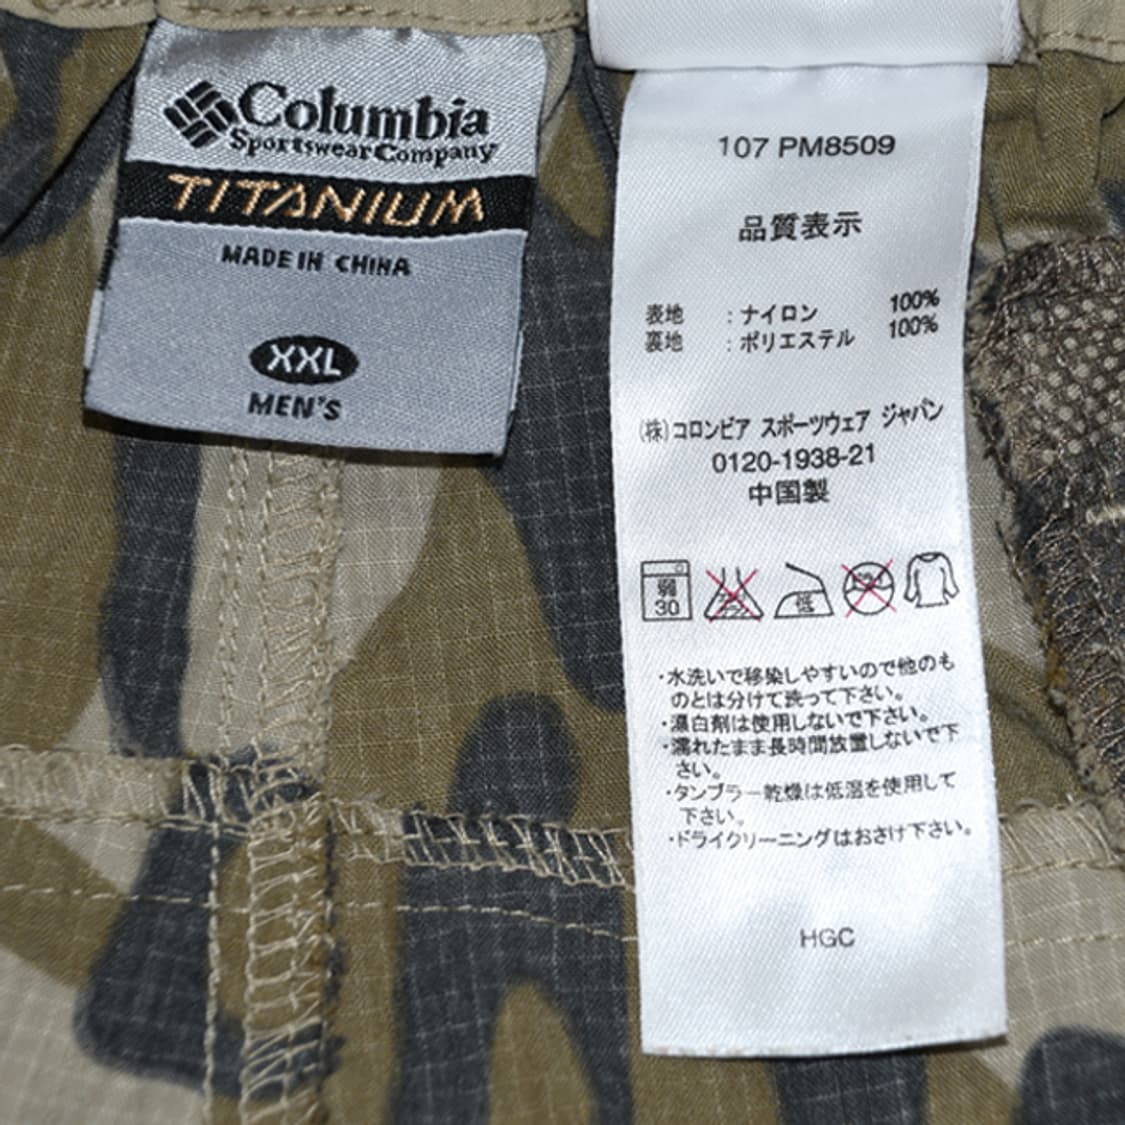 Columbia
Sportswear Company
TITANIUM
MADE IN CHINA
XXL
MEN'S
107 PM8509
品質表示
表地 : ナイロン 100%
裏地 : ポリエステル 100%
(株)コロンビア スポーツウェア ジャパン
0120-1938-21
中国製
弱
30
低
・水洗いで移染しやすいので他のも
のとは分けて洗って下さい。
・漂白剤は使用しないで下さい。
・濡れたまま長時間放置しないで下
さい。
・タンブラー乾燥は低温を使用して
下さい。
・ドライクリーニングはおさけ下さい。
HGC